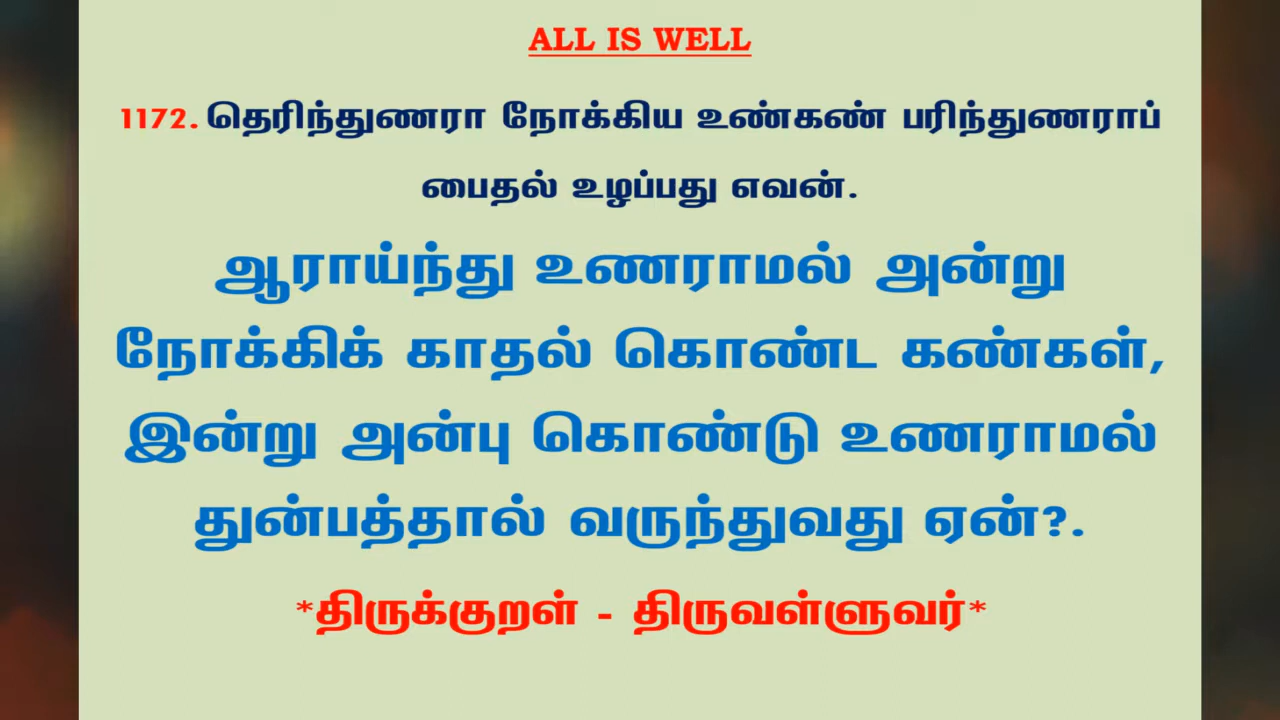 ALL IS WELL
1172. தெரிந்துணரா நோக்கிய உண்கண் பரிந்துணராப்
பைதல் உழப்பது எவன்.
ஆராய்ந்து உணராமல் அன்று
நோக்கிக் காதல் கொண்ட கண்கள்,
இன்று அன்பு கொண்டு உணராமல்
துன்பத்தால் வருந்துவது ஏன்?.
*திருக்குறள் - திருவள்ளுவர்*